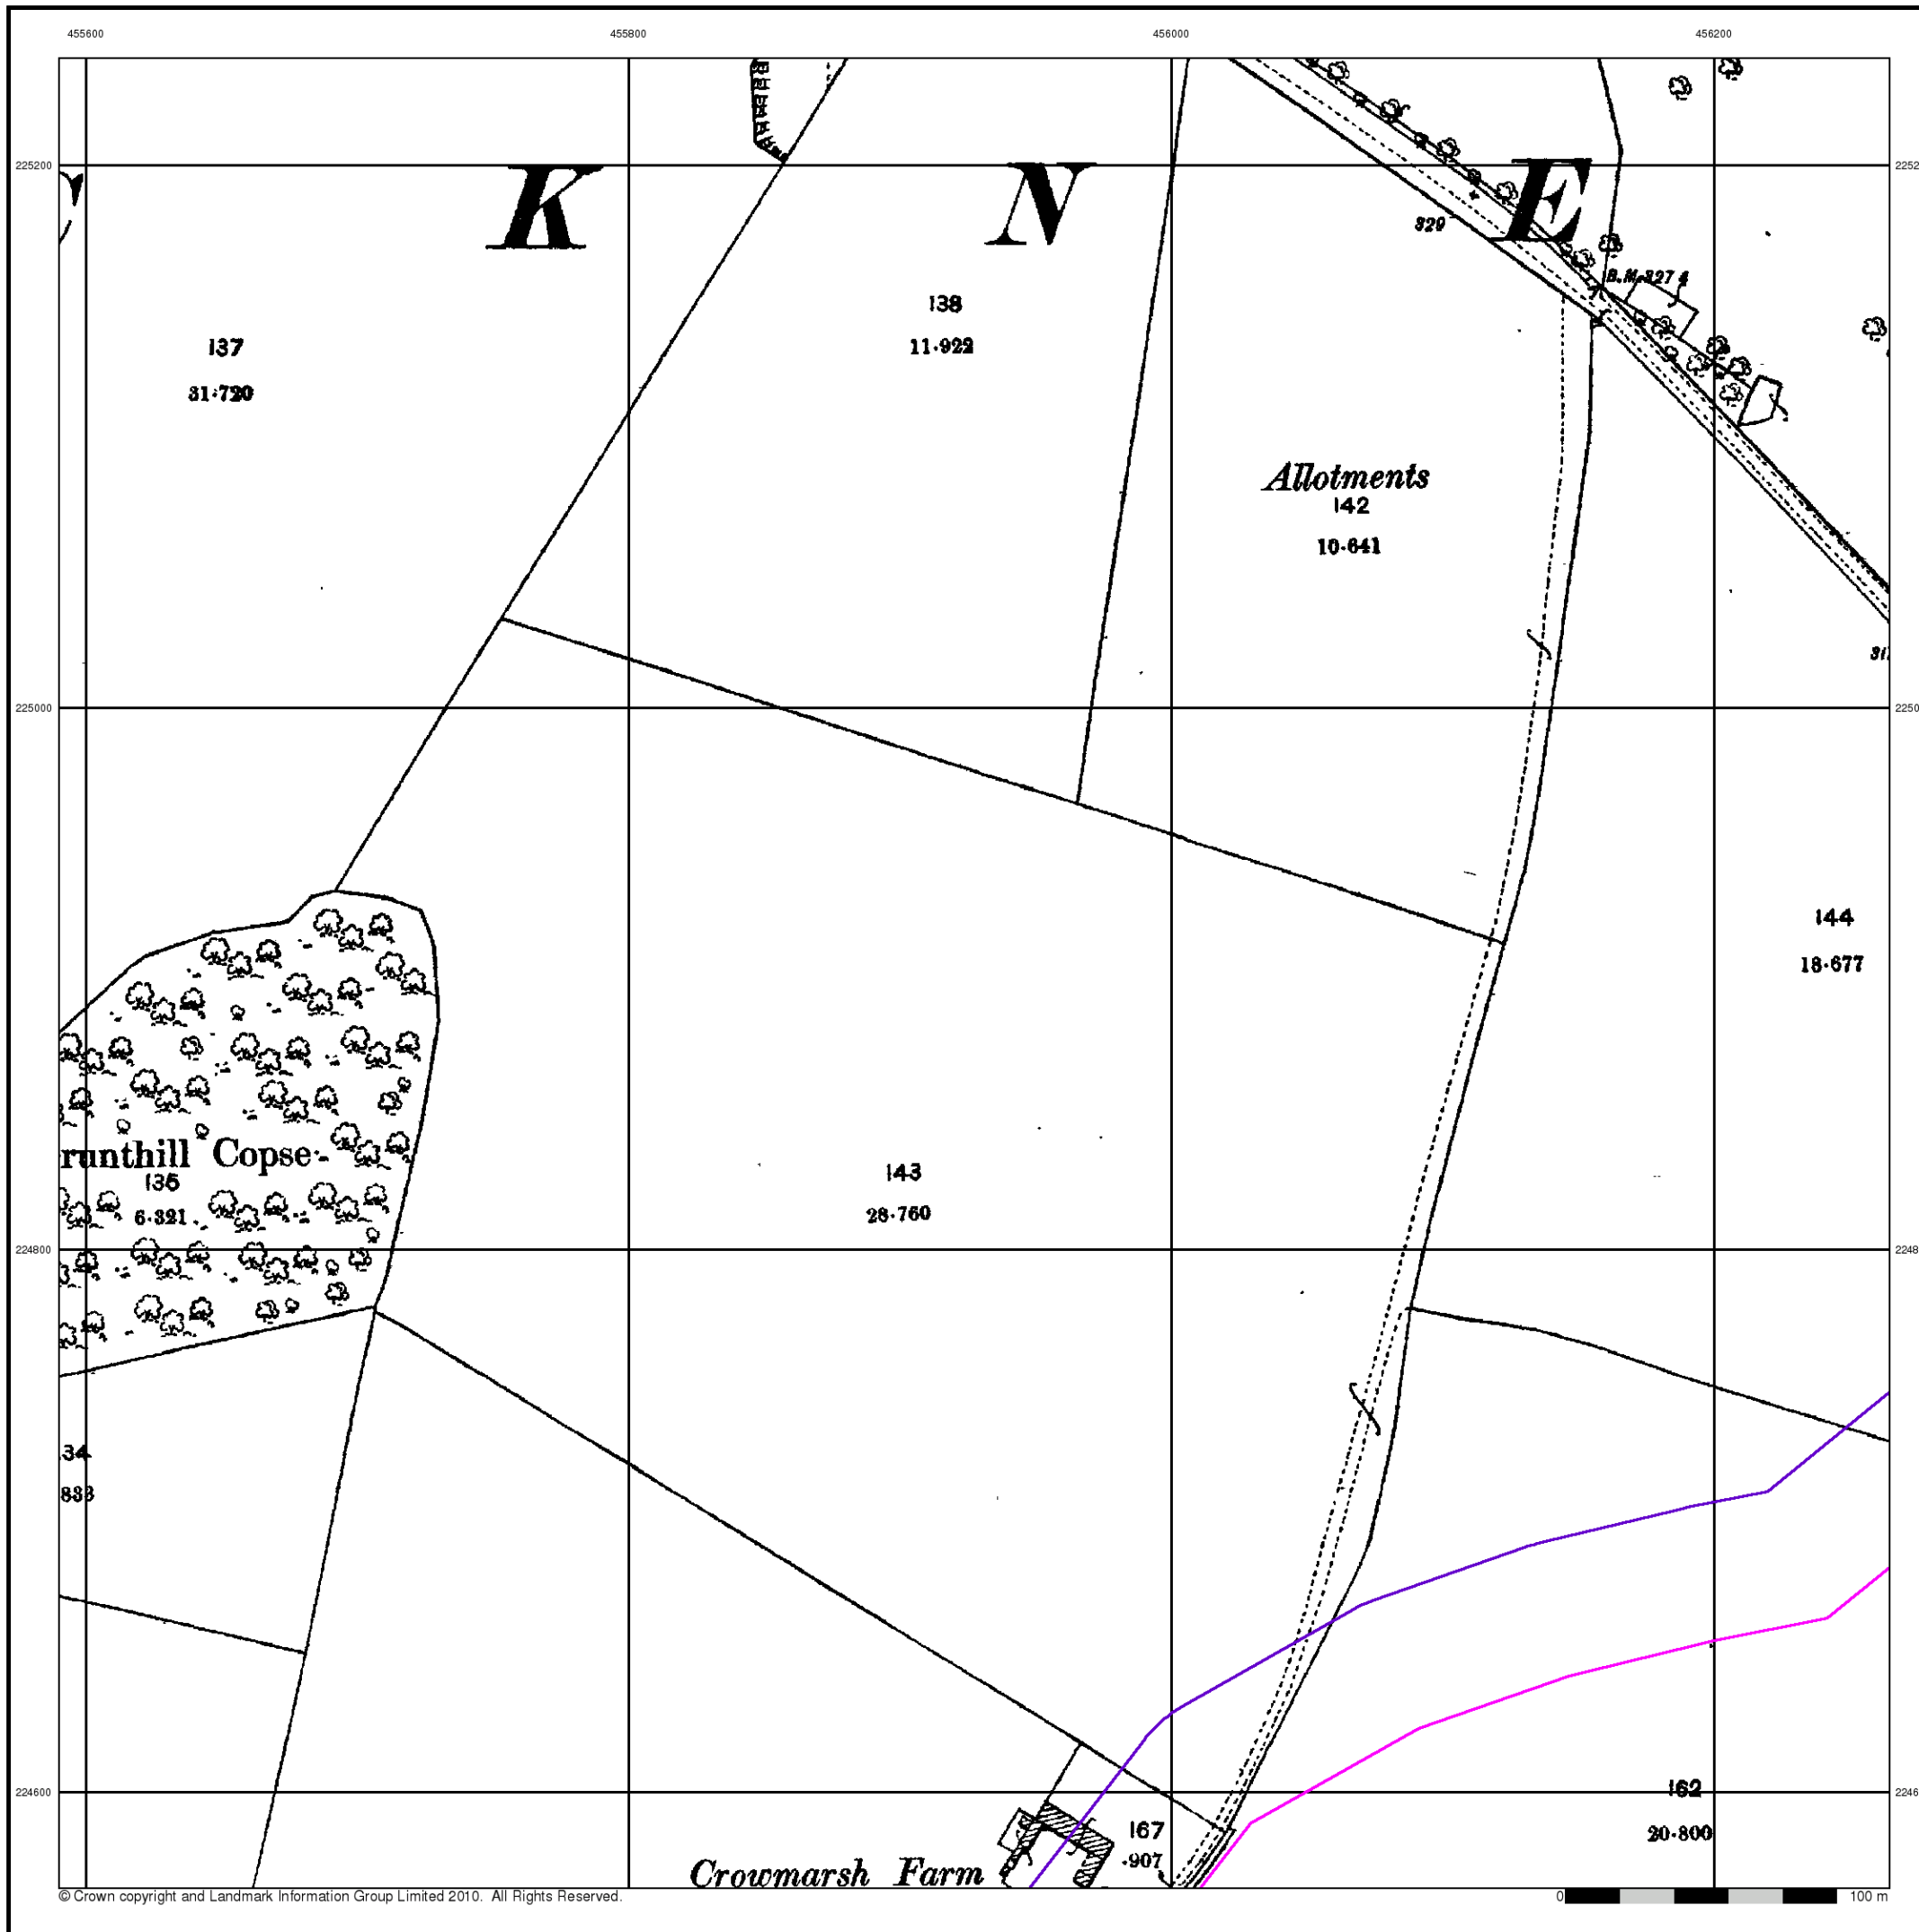 455600 455800 456000 456200
225200
K N E
329
B.M. 327 4
138
11·922
137
31·720
Allotments
142
10·641
225000
144
18·677
runthill Copse
135
6·321
143
28·760
224800
34
833
224600
162
20·800
167
·907
Crowmarsh Farm
© Crown copyright and Landmark Information Group Limited 2010. All Rights Reserved.
0 100 m